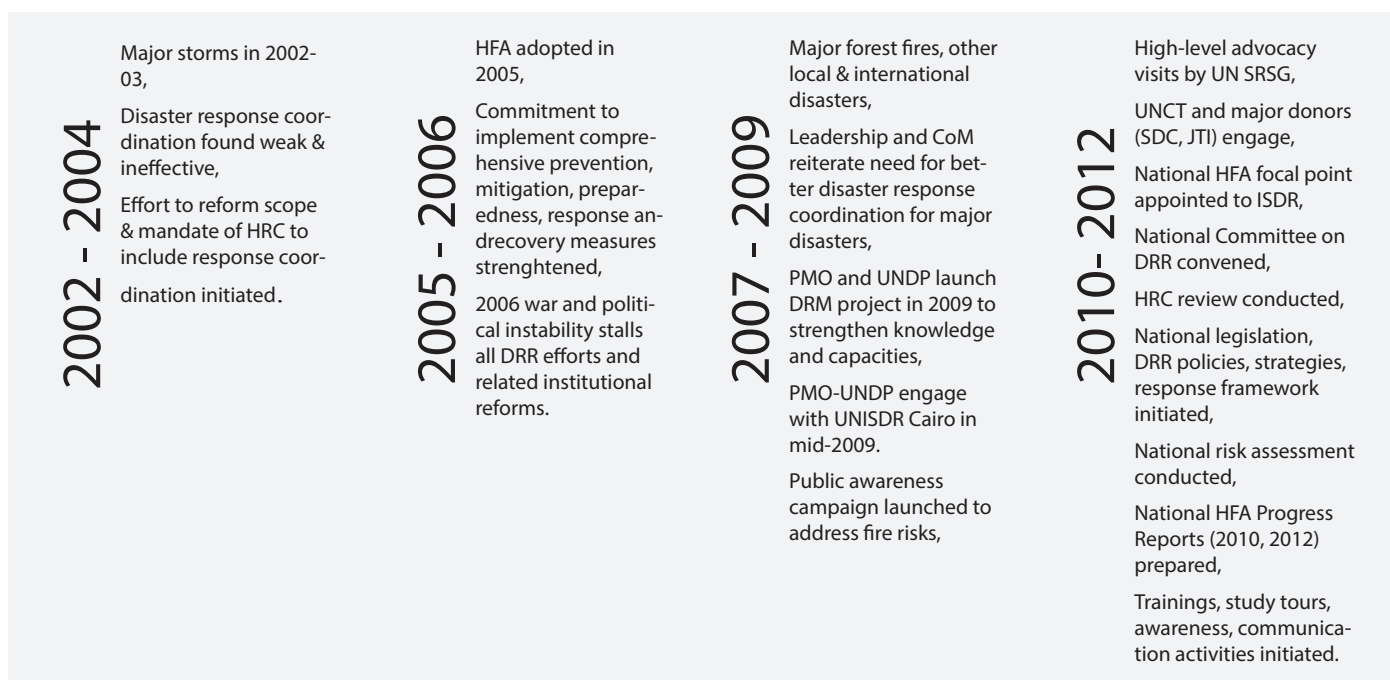 2002 - 2004
Major storms in 2002-
03,
Disaster response coor-
dination found weak &
ineffective,
Effort to reform scope
& mandate of HRC to
include response coor-
dination initiated.
2005 - 2006
HFA adopted in
2005,
Commitment to
implement compre-
hensive prevention,
mitigation, prepar-
edness, response an-
drecovery measures
strenghtened,
2006 war and politi-
cal instability stalls
all DRR efforts and
related institutional
reforms.
2007 - 2009
Major forest fires, other
local & international
disasters,
Leadership and CoM
reiterate need for bet-
ter disaster response
coordination for major
disasters,
PMO and UNDP launch
DRM project in 2009 to
strengthen knowledge
and capacities,
PMO-UNDP engage
with UNISDR Cairo in
mid-2009.
Public awareness
campaign launched to
address fire risks,
2010- 2012
High-level advocacy
visits by UN SRSG,
UNCT and major donors
(SDC, JTI) engage,
National HFA focal point
appointed to ISDR,
National Committee on
DRR convened,
HRC review conducted,
National legislation,
DRR policies, strategies,
response framework
initiated,
National risk assessment
conducted,
National HFA Progress
Reports (2010, 2012)
prepared,
Trainings, study tours,
awareness, communica-
tion activities initiated.